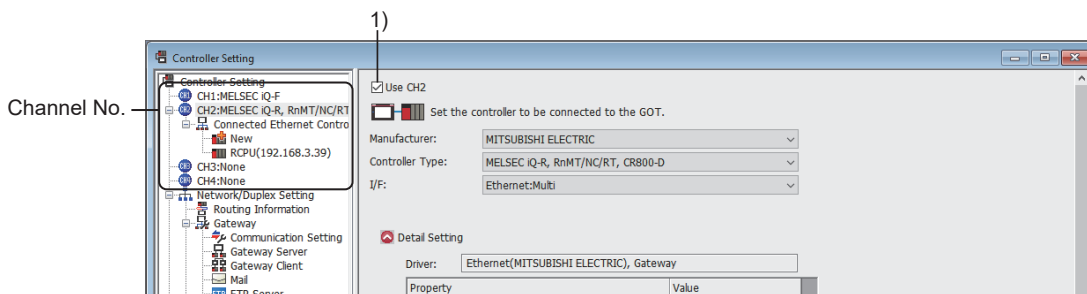 1)
Controller Setting
Channel No.
Controller Setting
CH1:MELSEC iQ-F
CH2:MELSEC iQ-R, RnMT/NC/RT
Connected Ethernet Contro
New
RCPU(192.168.3.39)
CH3:None
CH4:None
Network/Duplex Setting
Routing Information
Gateway
Communication Setting
Gateway Server
Gateway Client
Mail
FTP Server
Use CH2
Set the controller to be connected to the GOT.
Manufacturer: MITSUBISHI ELECTRIC
Controller Type: MELSEC iQ-R, RnMT/NC/RT, CR800-D
I/F: Ethernet:Multi
Detail Setting
Driver: Ethernet(MITSUBISHI ELECTRIC), Gateway
Property Value